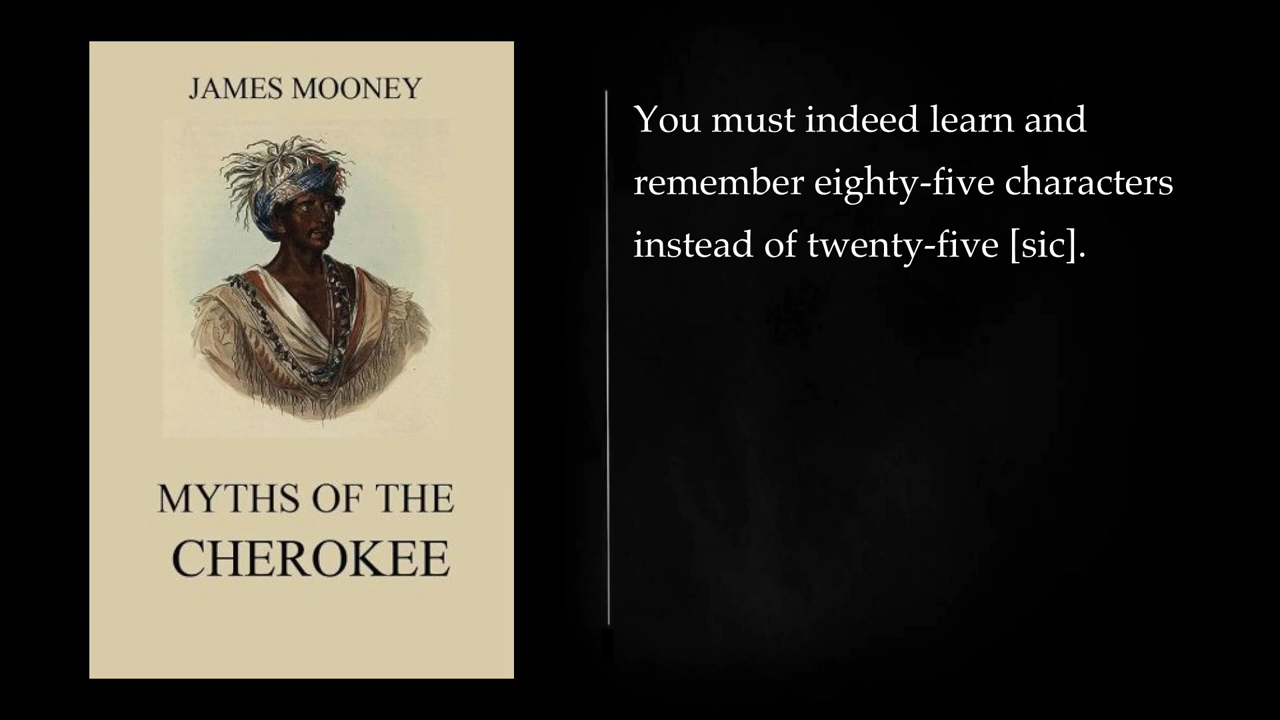 JAMES MOONEY
MYTHS OF THE
CHEROKEE
You must indeed learn and
remember eighty-five characters
instead of twenty-five [sic].